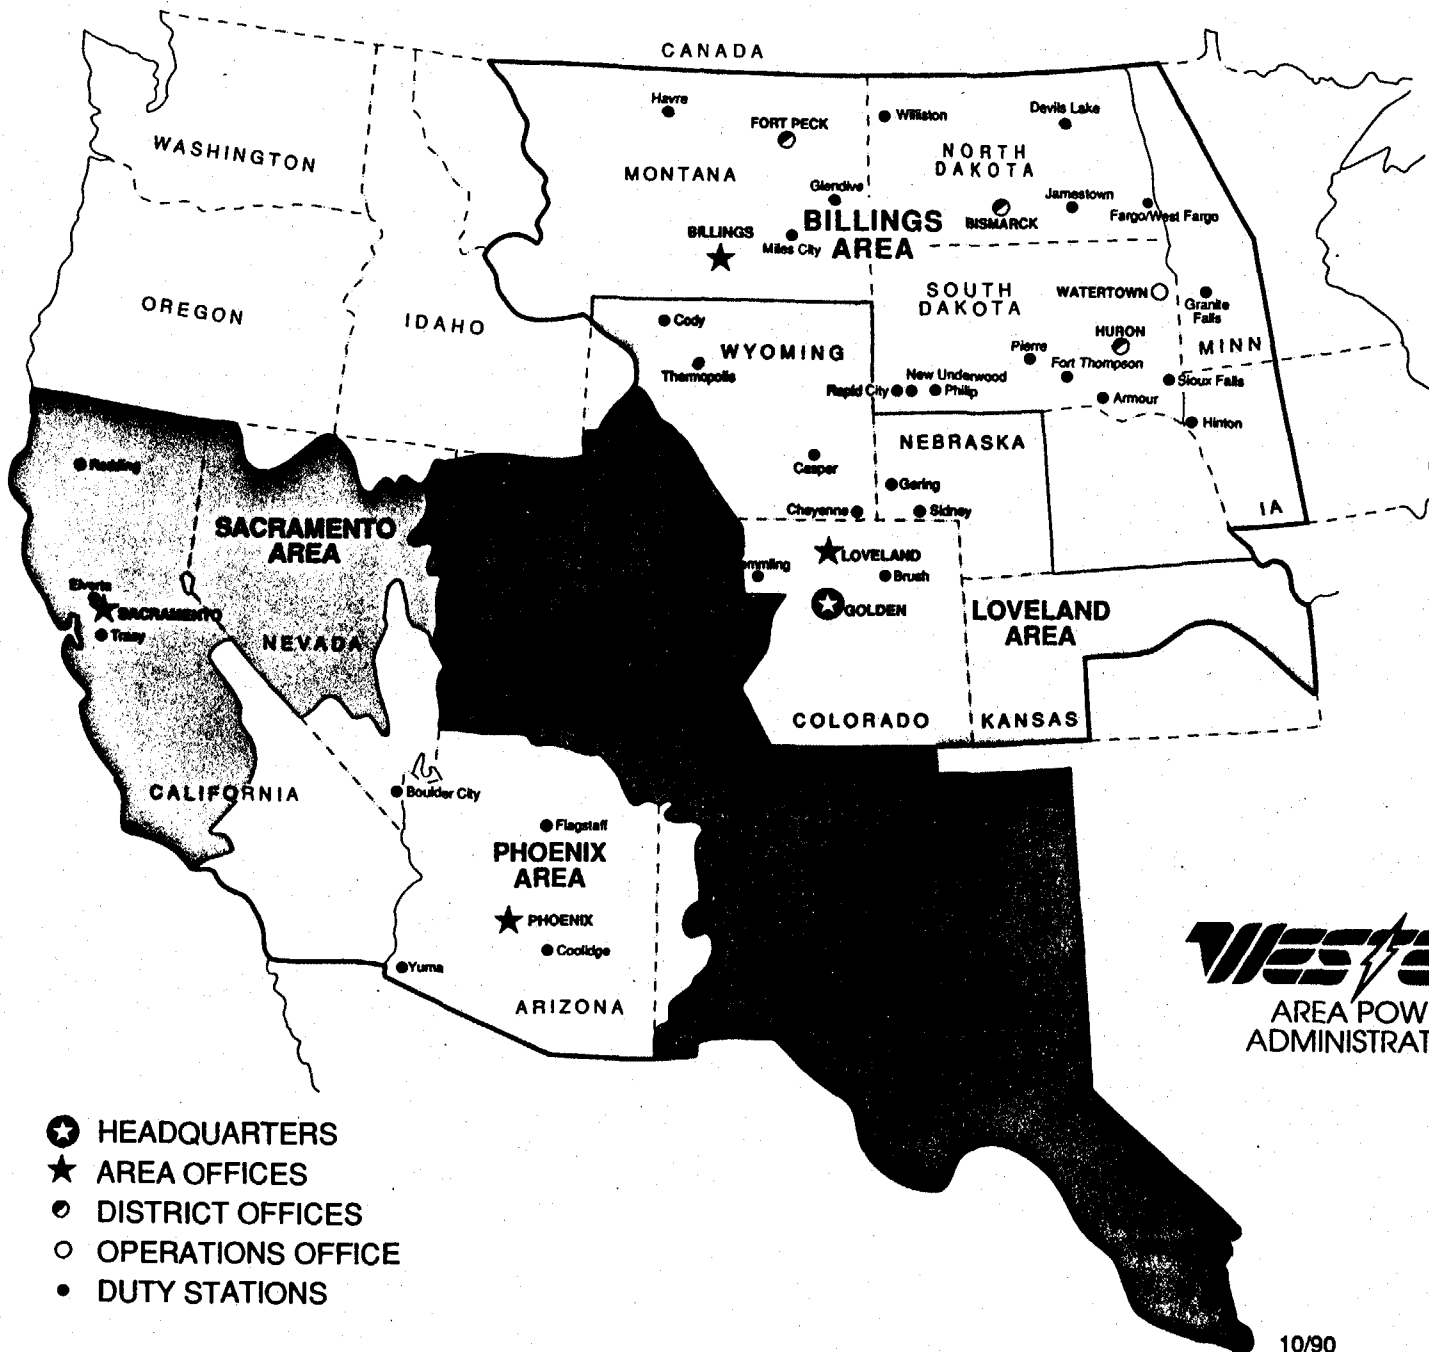 CANADA
Havre
FORT PECK
Williston
Devils Lake
WASHINGTON
MONTANA
NORTH
DAKOTA
Glendive
Jamestown
BILLINGS
AREA
BISMARCK
Fargo/West Fargo
BILLINGS
Miles City
OREGON
IDAHO
SOUTH
DAKOTA
WATERTOWN
Granite
Falls
Cody
WYOMING
HURON
MINN
Thermopolis
Pierre
Fort Thompson
New Underwood
Rapid City
Philip
Sioux Falls
Armour
Hinton
NEBRASKA
Redding
Casper
Gering
Cheyenne
Sidney
IA
SACRAMENTO
AREA
LOVELAND
emmling
Brush
Elverta
SACRAMENTO
Tracy
GOLDEN
LOVELAND
AREA
NEVADA
COLORADO
KANSAS
CALIFORNIA
Boulder City
Flagstaff
PHOENIX
AREA
PHOENIX
Coolidge
Yuma
ARIZONA
WESTE
AREA POW
ADMINISTRAT
HEADQUARTERS
AREA OFFICES
DISTRICT OFFICES
OPERATIONS OFFICE
DUTY STATIONS
10/90